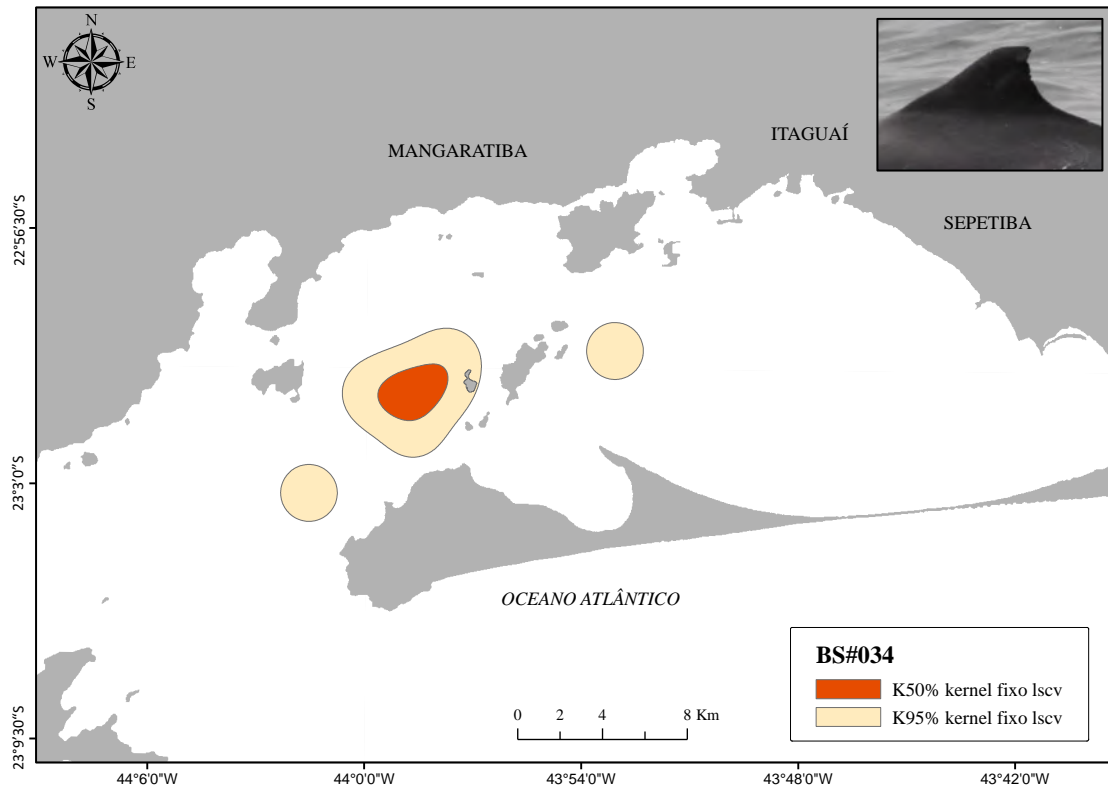 N
W E
S
MANGARATIBA
ITAGUAÍ
SEPETIBA
22°56'30"S
23°3'0"S
23°9'30"S
OCEANO ATLÂNTICO
BS#034
K50% kernel fixo lscv
K95% kernel fixo lscv
0 2 4 8 Km
44°6'0"W 44°0'0"W 43°54'0"W 43°48'0"W 43°42'0"W